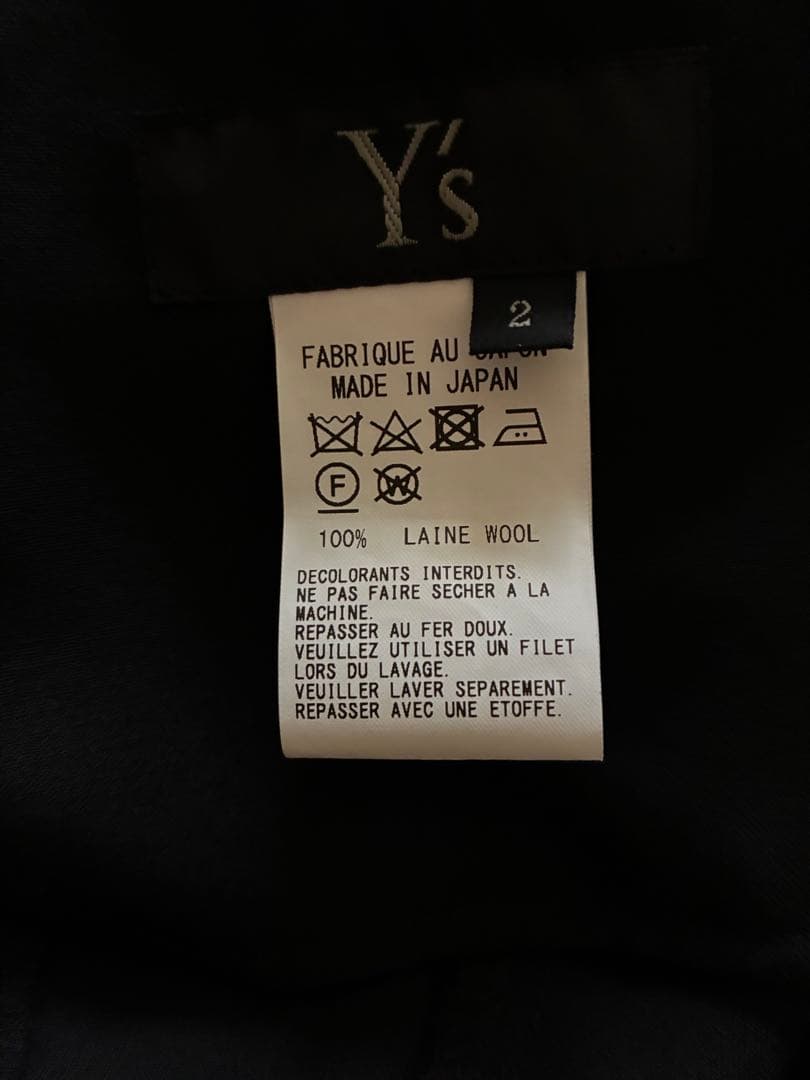 Y's
2
FABRIQUE AU JAPON
MADE IN JAPAN
F
W
100% LAINE WOOL
DECOLORANTS INTERDITS.
NE PAS FAIRE SECHER A LA
MACHINE.
REPASSER AU FER DOUX.
VEUILLEZ UTILISER UN FILET
LORS DU LAVAGE.
VEUILLER LAVER SEPAREMENT.
REPASSER AVEC UNE ETOFFE.